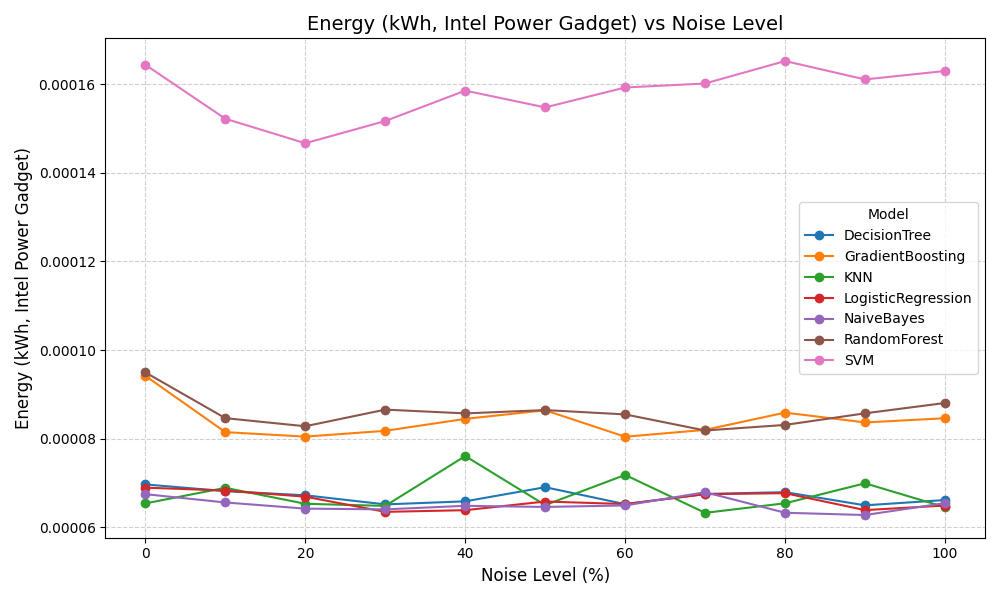 Energy (kWh, Intel Power Gadget) vs Noise Level
Energy (kWh, Intel Power Gadget)
0.00016
0.00014
0.00012
0.00010
0.00008
0.00006
Model
DecisionTree
GradientBoosting
KNN
LogisticRegression
NaiveBayes
RandomForest
SVM
0 20 40 60 80 100
Noise Level (%)